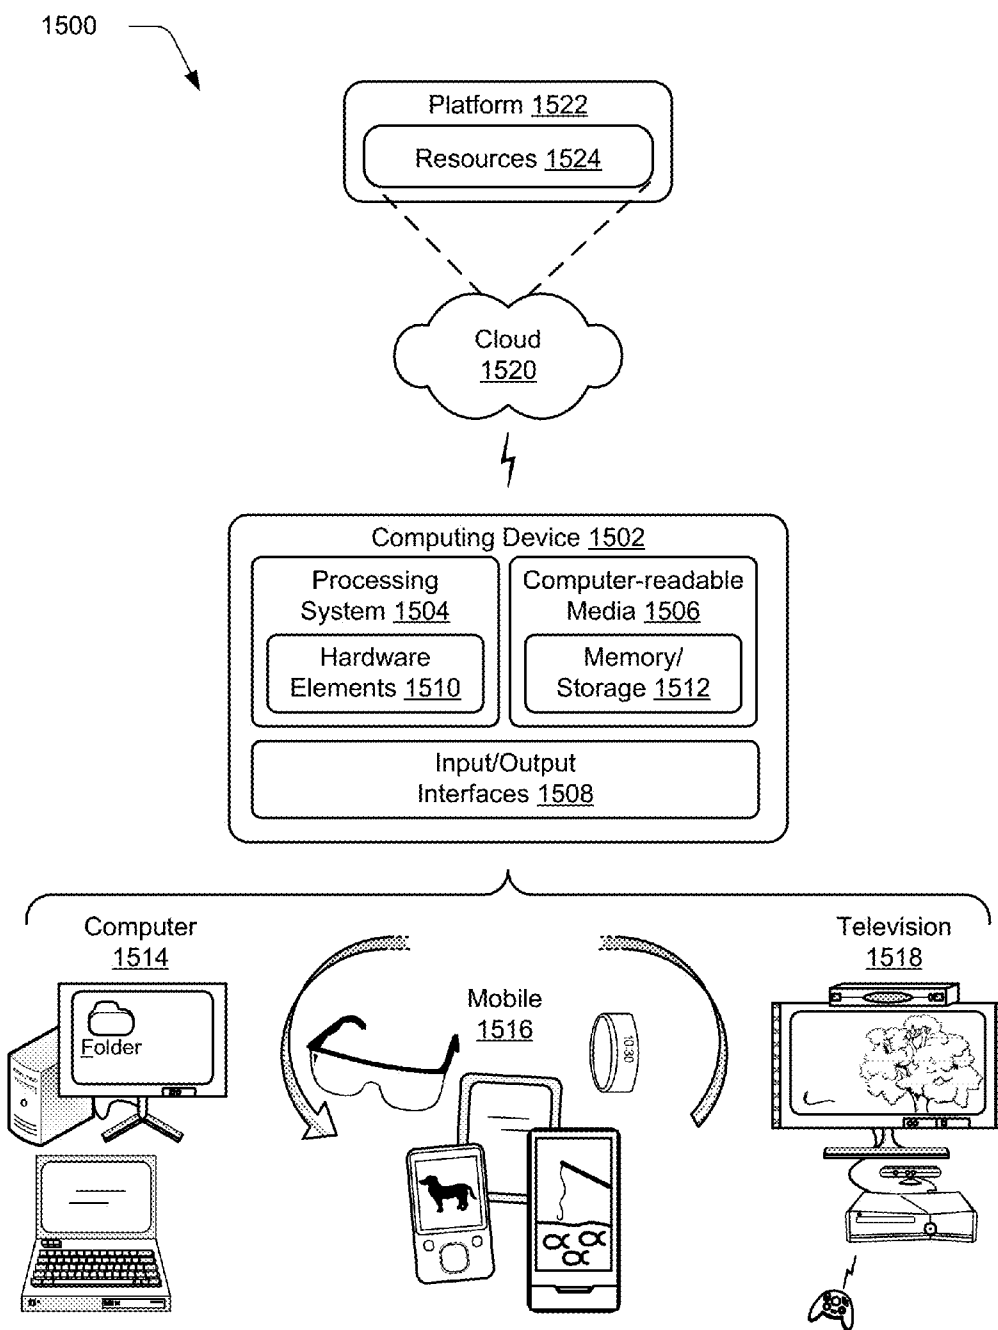 1500
Platform 1522
Resources 1524
Cloud
1520
Computing Device 1502
Processing
System 1504
Computer-readable
Media 1506
Hardware
Elements 1510
Memory/
Storage 1512
Input/Output
Interfaces 1508
Computer
1514
Mobile
1516
Television
1518
Folder
10:30